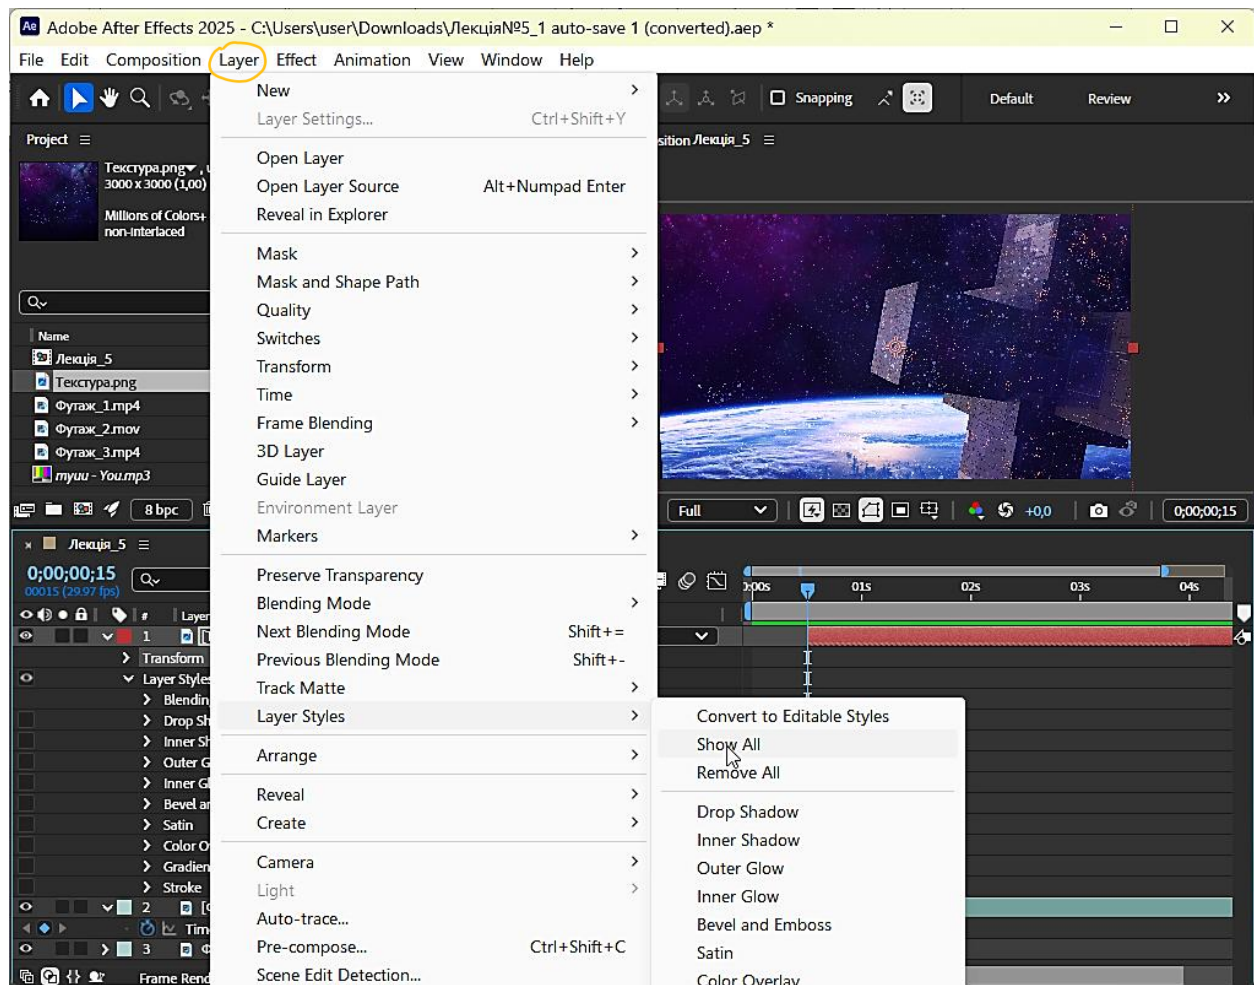 Adobe After Effects 2025 - C:\Users\user\Downloads\Лекція№5_1 auto-save 1 (converted).aep *
File Edit Composition Layer Effect Animation View Window Help
Snapping
Default
Review
Project
Текстура.png
3000 x 3000 (1,00)
Millions of Colors+
non-interlaced
Name
Лекція_5
Текстура.png
Футаж_1.mp4
Футаж_2.mov
Футаж_3.mp4
myuu - You.mp3
8 bpc
New
Layer Settings... Ctrl+Shift+Y
Open Layer
Open Layer Source Alt+Numpad Enter
Reveal in Explorer
Mask
Mask and Shape Path
Quality
Switches
Transform
Time
Frame Blending
3D Layer
Guide Layer
Environment Layer
Markers
Preserve Transparency
Blending Mode
Next Blending Mode Shift+=
Previous Blending Mode Shift+-
Track Matte
Layer Styles
Arrange
Reveal
Create
Camera
Light
Auto-trace...
Pre-compose... Ctrl+Shift+C
Scene Edit Detection...
Convert to Editable Styles
Show All
Remove All
Drop Shadow
Inner Shadow
Outer Glow
Inner Glow
Bevel and Emboss
Satin
Color Overlay
sition Лекція_5
Full
+0,0
0;00;00;15
Лекція_5
0;00;00;15
00015 (29.97 fps)
# Layer
1
Transform
Layer Styles
Blendin
Drop Sh
Inner Sh
Outer G
Inner Gl
Bevel an
Satin
Color O
Gradien
Stroke
2
Tim
3 Ф
Frame Rend
):00s 01s 02s 03s 04s